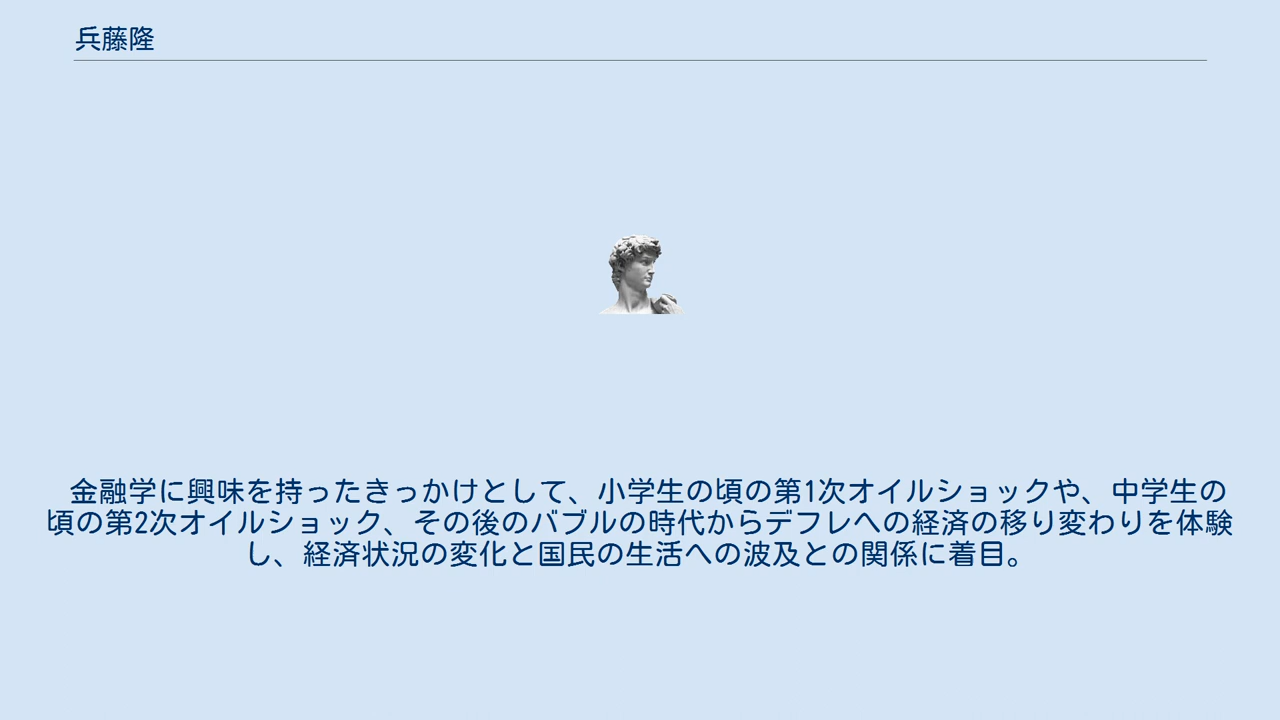 兵藤隆
金融学に興味を持ったきっかけとして、小学生の頃の第1次オイルショックや、中学生の
頃の第2次オイルショック、その後のバブルの時代からデフレへの経済の移り変わりを体験
し、経済状況の変化と国民の生活への波及との関係に着目。